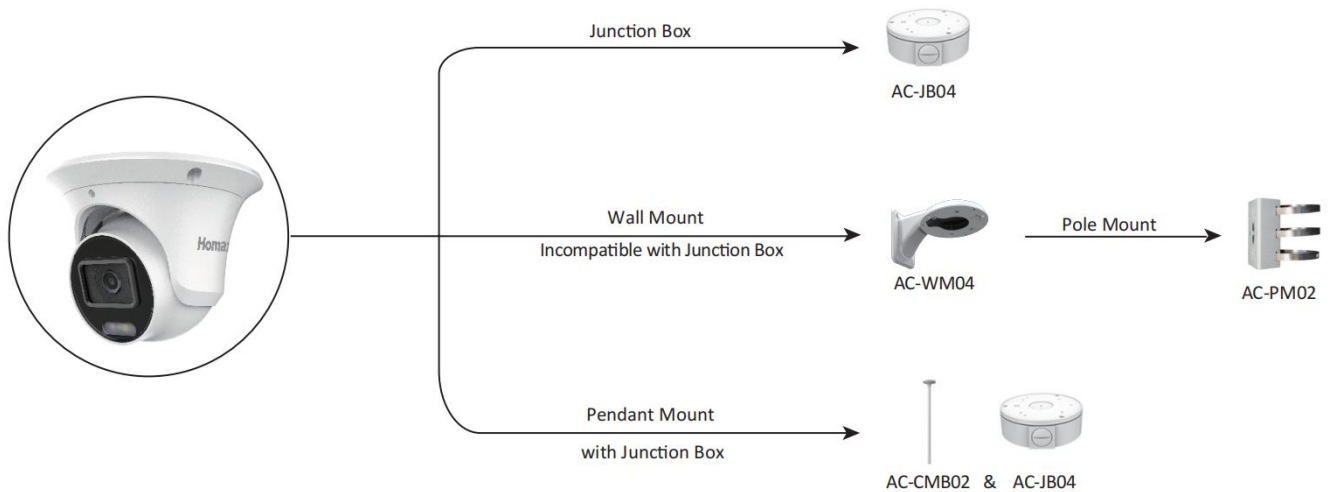 Junction Box
AC-JB04
Wall Mount
Incompatible with Junction Box
AC-WM04
Pole Mount
AC-PM02
Pendant Mount
with Junction Box
AC-CMB02 & AC-JB04